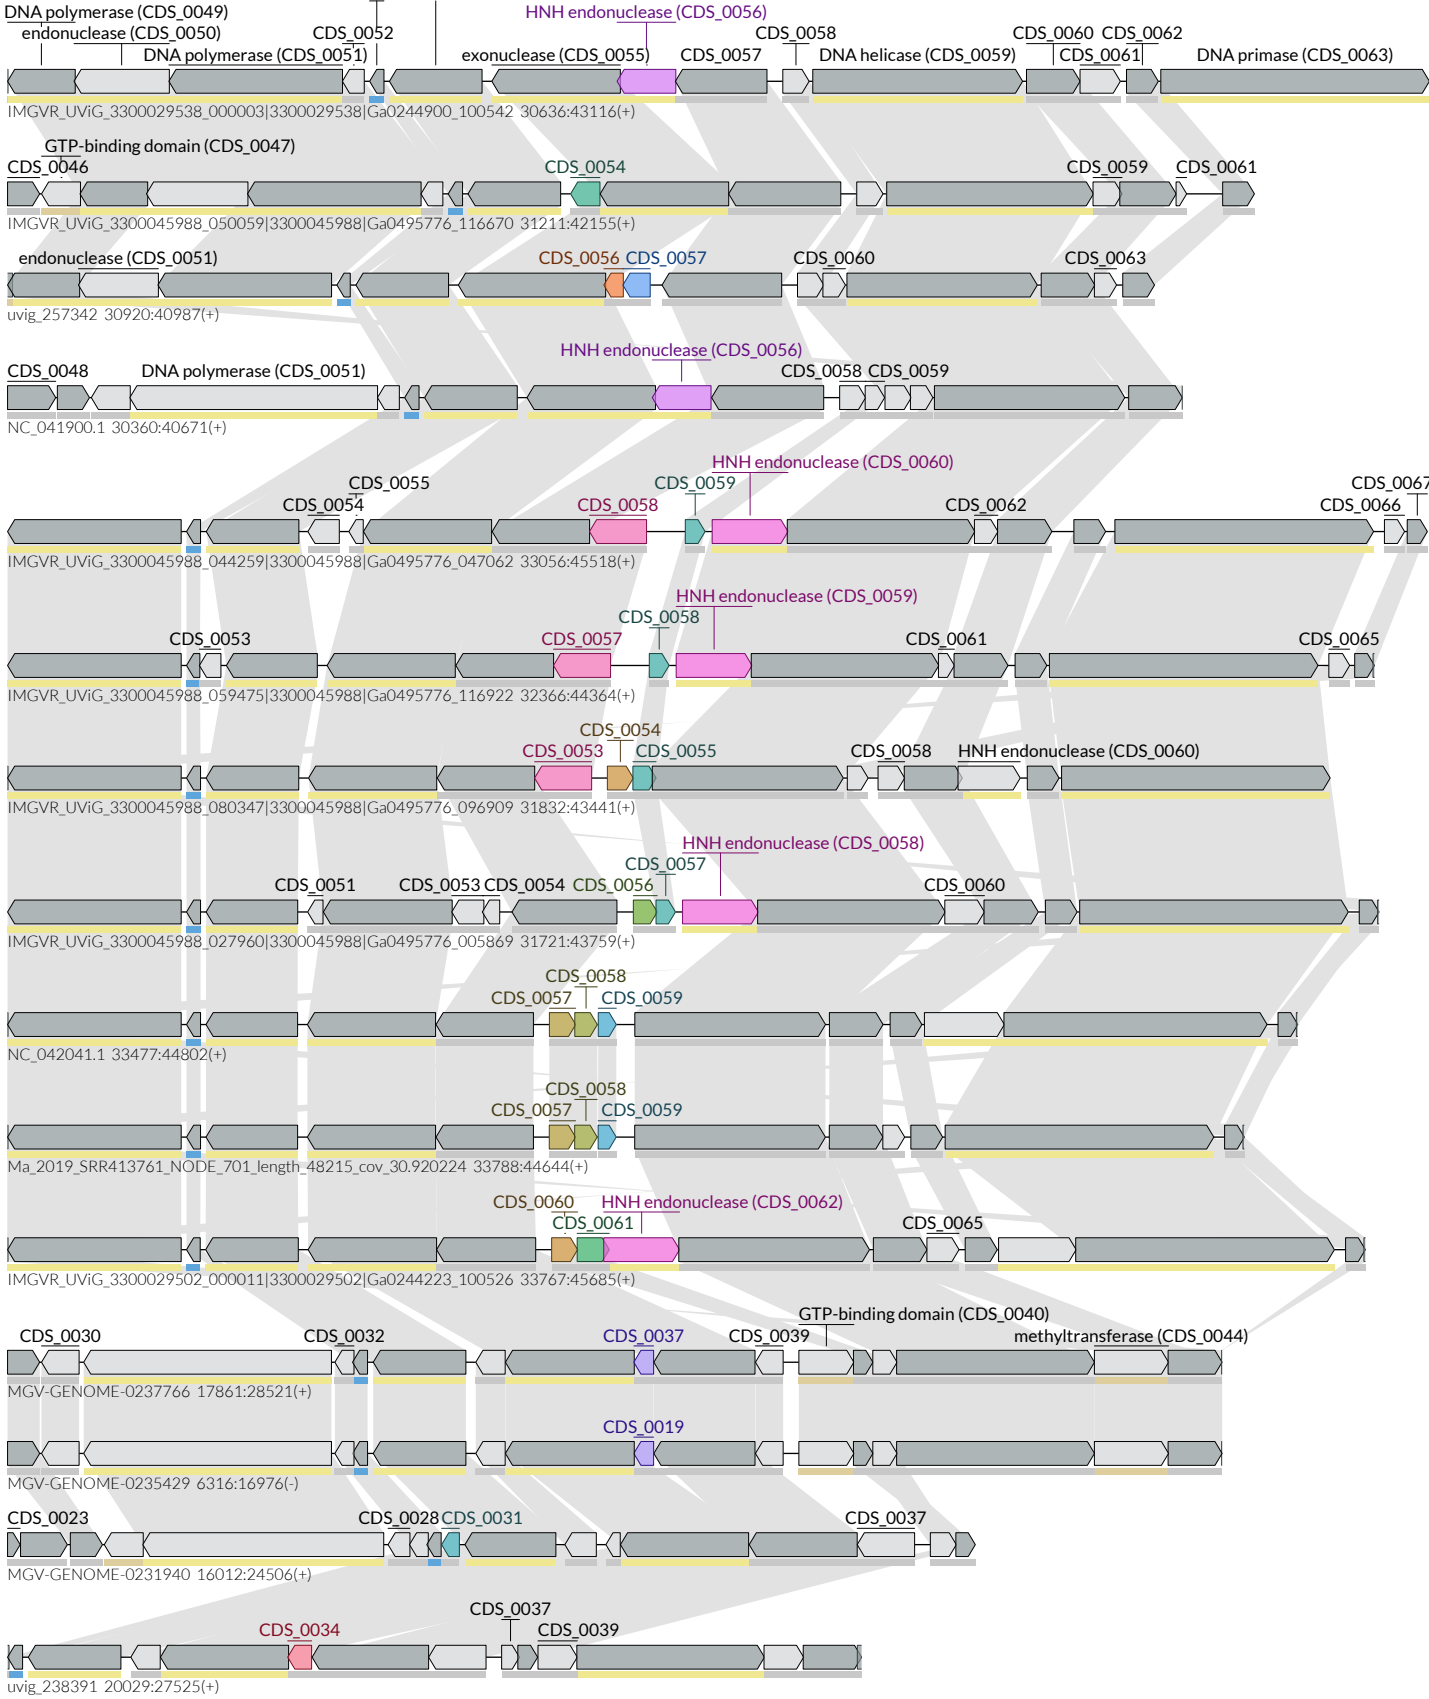 DNA polymerase (CDS_0049) HNH endonuclease (CDS_0056)
endonuclease (CDS_0050) CDS_0052 CDS_0058 CDS_0060 CDS_0062
DNA polymerase (CDS_0051) exonuclease (CDS_0055) CDS_0057 DNA helicase (CDS_0059) CDS_0061 DNA primase (CDS_0063)
IMGVR_UViG_3300029538_000003|3300029538|Ga0244900_100542 30636:43116(+)
GTP-binding domain (CDS_0047)
CDS_0046 CDS_0054 CDS_0059 CDS_0061
IMGVR_UViG_3300045988_050059|3300045988|Ga0495776_116670 31211:42155(+)
endonuclease (CDS_0051) CDS_0056 CDS_0057 CDS_0060 CDS_0063
uvig_257342 30920:40987(+)
HNH endonuclease (CDS_0056)
CDS_0048 DNA polymerase (CDS_0051) CDS_0058 CDS_0059
NC_041900.1 30360:40671(+)
HNH endonuclease (CDS_0060)
CDS_0055 CDS_0059 CDS_0067
CDS_0054 CDS_0058 CDS_0062 CDS_0066
IMGVR_UViG_3300045988_044259|3300045988|Ga0495776_047062 33056:45518(+)
HNH endonuclease (CDS_0059)
CDS_0058
CDS_0053 CDS_0057 CDS_0061 CDS_0065
IMGVR_UViG_3300045988_059475|3300045988|Ga0495776_116922 32366:44364(+)
CDS_0054
CDS_0053 CDS_0055 CDS_0058 HNH endonuclease (CDS_0060)
IMGVR_UViG_3300045988_080347|3300045988|Ga0495776_096909 31832:43441(+)
HNH endonuclease (CDS_0058)
CDS_0057
CDS_0051 CDS_0053 CDS_0054 CDS_0056 CDS_0060
IMGVR_UViG_3300045988_027960|3300045988|Ga0495776_005869 31721:43759(+)
CDS_0058
CDS_0057 CDS_0059
NC_042041.1 33477:44802(+)
CDS_0058
CDS_0057 CDS_0059
Ma_2019_SRR413761_NODE_701_length_48215_cov_30.920224 33788:44644(+)
CDS_0060 HNH endonuclease (CDS_0062)
CDS_0061 CDS_0065
IMGVR_UViG_3300029502_000011|3300029502|Ga0244223_100526 33767:45685(+)
GTP-binding domain (CDS_0040)
CDS_0030 CDS_0032 CDS_0037 CDS_0039 methyltransferase (CDS_0044)
MGV-GENOME-0237766 17861:28521(+)
CDS_0019
MGV-GENOME-0235429 6316:16976(-)
CDS_0023 CDS_0028 CDS_0031 CDS_0037
MGV-GENOME-0231940 16012:24506(+)
CDS_0037
CDS_0034 CDS_0039
uvig_238391 20029:27525(+)